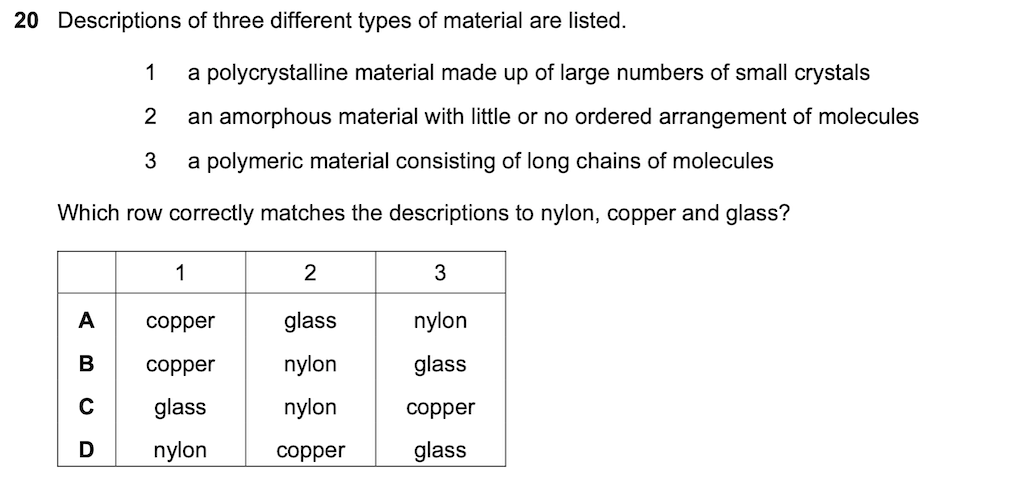 20 Descriptions of three different types of material are listed.
1 a polycrystalline material made up of large numbers of small crystals
2 an amorphous material with little or no ordered arrangement of molecules
3 a polymeric material consisting of long chains of molecules
Which row correctly matches the descriptions to nylon, copper and glass?
1 2 3
A copper glass nylon
B copper nylon glass
C glass nylon copper
D nylon copper glass